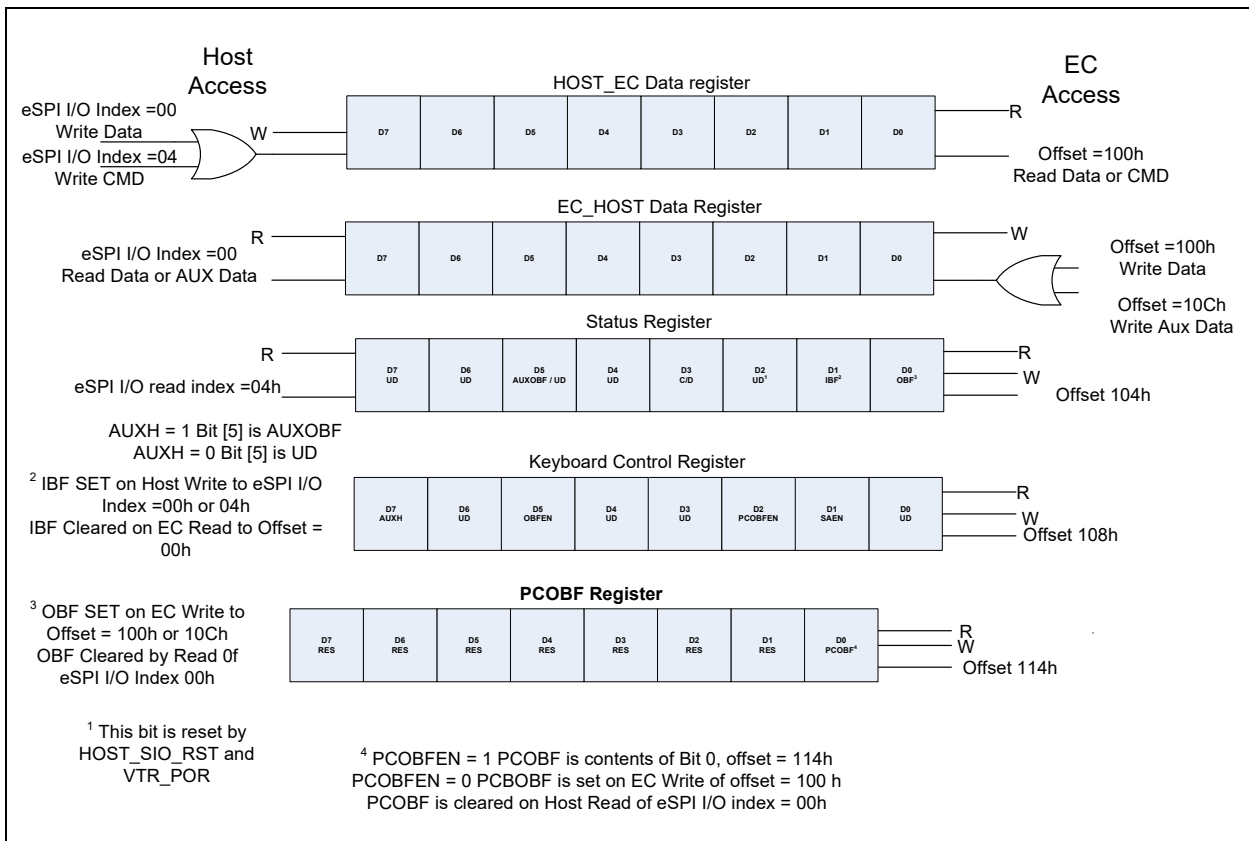 Host
Access
HOST_EC Data register
EC
Access
eSPI I/O Index =00
Write Data
eSPI I/O Index =04
Write CMD
W
D7 D6 D5 D4 D3 D2 D1 D0
R
Offset =100h
Read Data or CMD
EC_HOST Data Register
R
eSPI I/O Index =00
Read Data or AUX Data
D7 D6 D5 D4 D3 D2 D1 D0
W
Offset =100h
Write Data
Offset =10Ch
Write Aux Data
Status Register
R
eSPI I/O read index =04h
D7 D6 D5 D4 D3 D2 D1 D0
UD UD AUXOBF / UD UD C/D UD¹ IBF² OBF³
R
W
Offset 104h
AUXH = 1 Bit [5] is AUXOBF
AUXH = 0 Bit [5] is UD
Keyboard Control Register
² IBF SET on Host Write to eSPI I/O
Index =00h or 04h
IBF Cleared on EC Read to Offset =
00h
D7 D6 D5 D4 D3 D2 D1 D0
AUXH UD OBFEN UD UD PCOBFEN SAEN UD
R
W
Offset 108h
PCOBF Register
³ OBF SET on EC Write to
Offset = 100h or 10Ch
OBF Cleared by Read 0f
eSPI I/O Index 00h
D7 D6 D5 D4 D3 D2 D1 D0
RES RES RES RES RES RES RES PCOBF⁴
R
W
Offset 114h
¹ This bit is reset by
HOST_SIO_RST and
VTR_POR
⁴ PCOBFEN = 1 PCOBF is contents of Bit 0, offset = 114h
PCOBFEN = 0 PCBOBF is set on EC Write of offset = 100 h
PCOBF is cleared on Host Read of eSPI I/O index = 00h